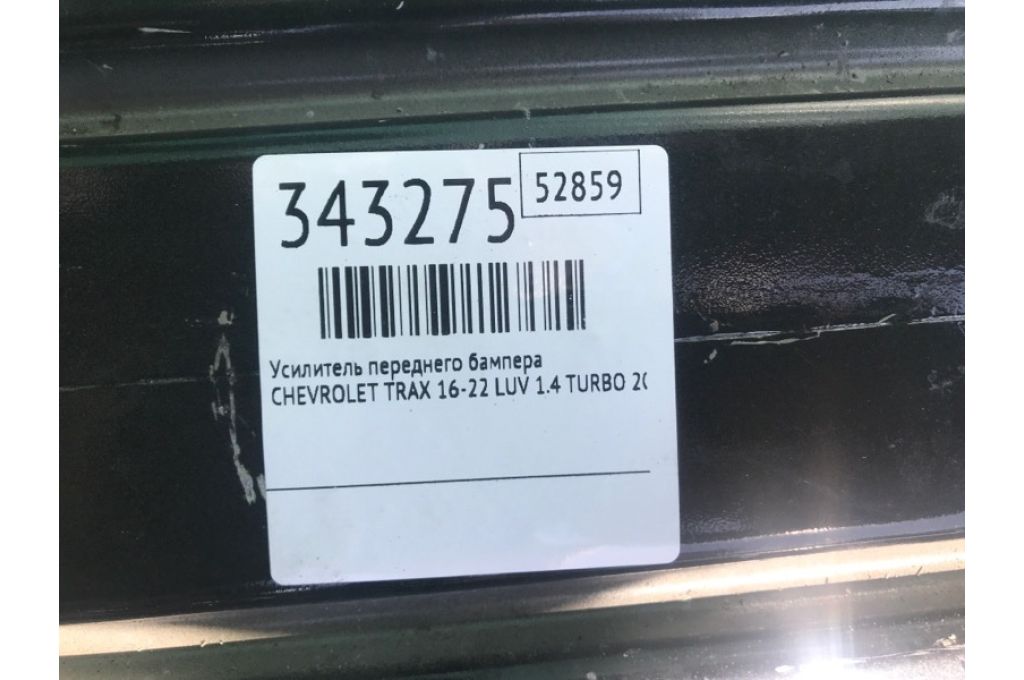 343275
52859
Усилитель переднего бампера
CHEVROLET TRAX 16-22 LUV 1.4 TURBO